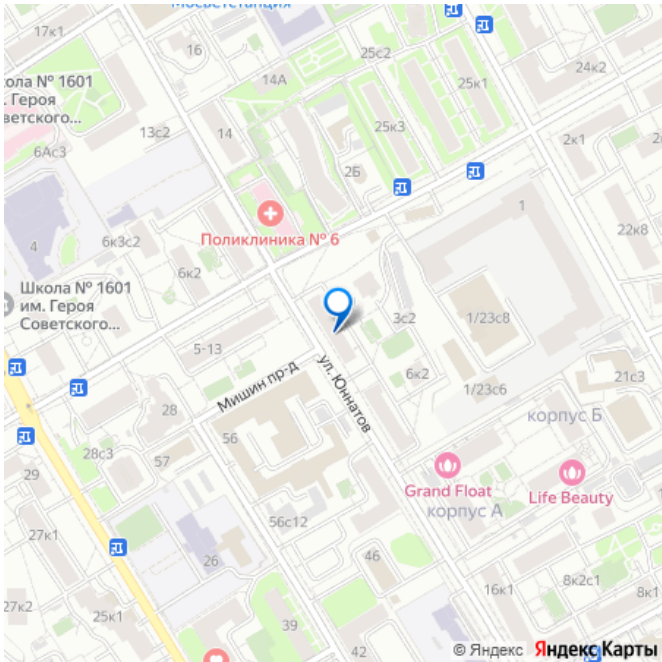 Мосветстанция
17к1
16
25с2
14А
25к1
24к2
кола № 1601
м. Героя
ветского...
13с2
14
25к3
2к1
6Ас3
2Б
1
22к8
Поликлиника № 6
4
6к3с2
6к2
Школа № 1601
им. Героя
Советского...
3с2
1/23с8
5-13
6к2
1/23с6
21с3
Мишин пр-д
ул. Юннатов
корпус Б
28
56
28с3
57
29
Grand Float
Life Beauty
корпус А
56с12
27к1
26
46
16к1
8к2с1
8к1
27к2
25к1
39
42
© Яндекс Яндекс Карты